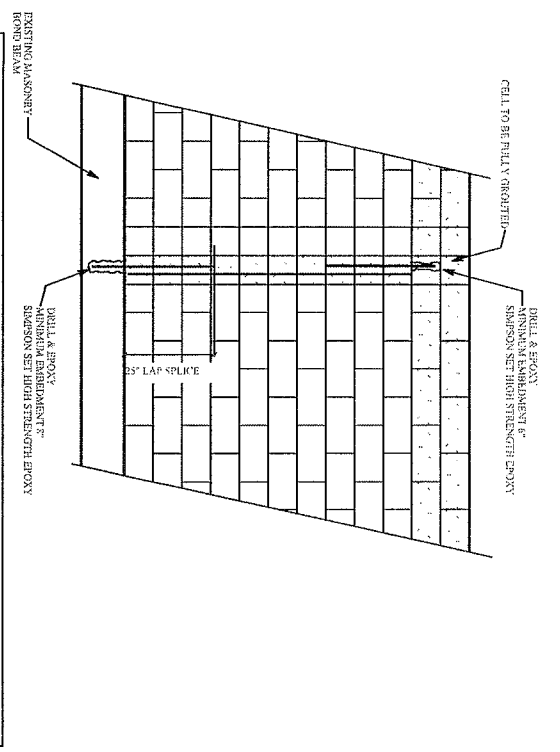 CELL TO BE FULLY GROUTED
DRILL & EPOXY
MINIMUM EMBEDMENT 6"
SIMPSON SET HIGH STRENGTH EPOXY
25" LAP SPLICE
EXISTING MASONRY
BOND BEAM
DRILL & EPOXY
MINIMUM EMBEDMENT 8"
SIMPSON SET HIGH STRENGTH EPOXY